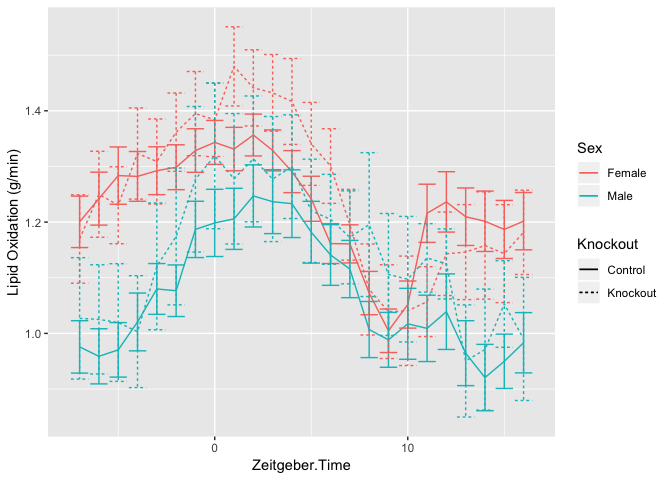 1.4
1.2
1.0
Lipid Oxidation (g/min)
0
10
Zeitgeber.Time
Sex
Female
Male
Knockout
Control
Knockout